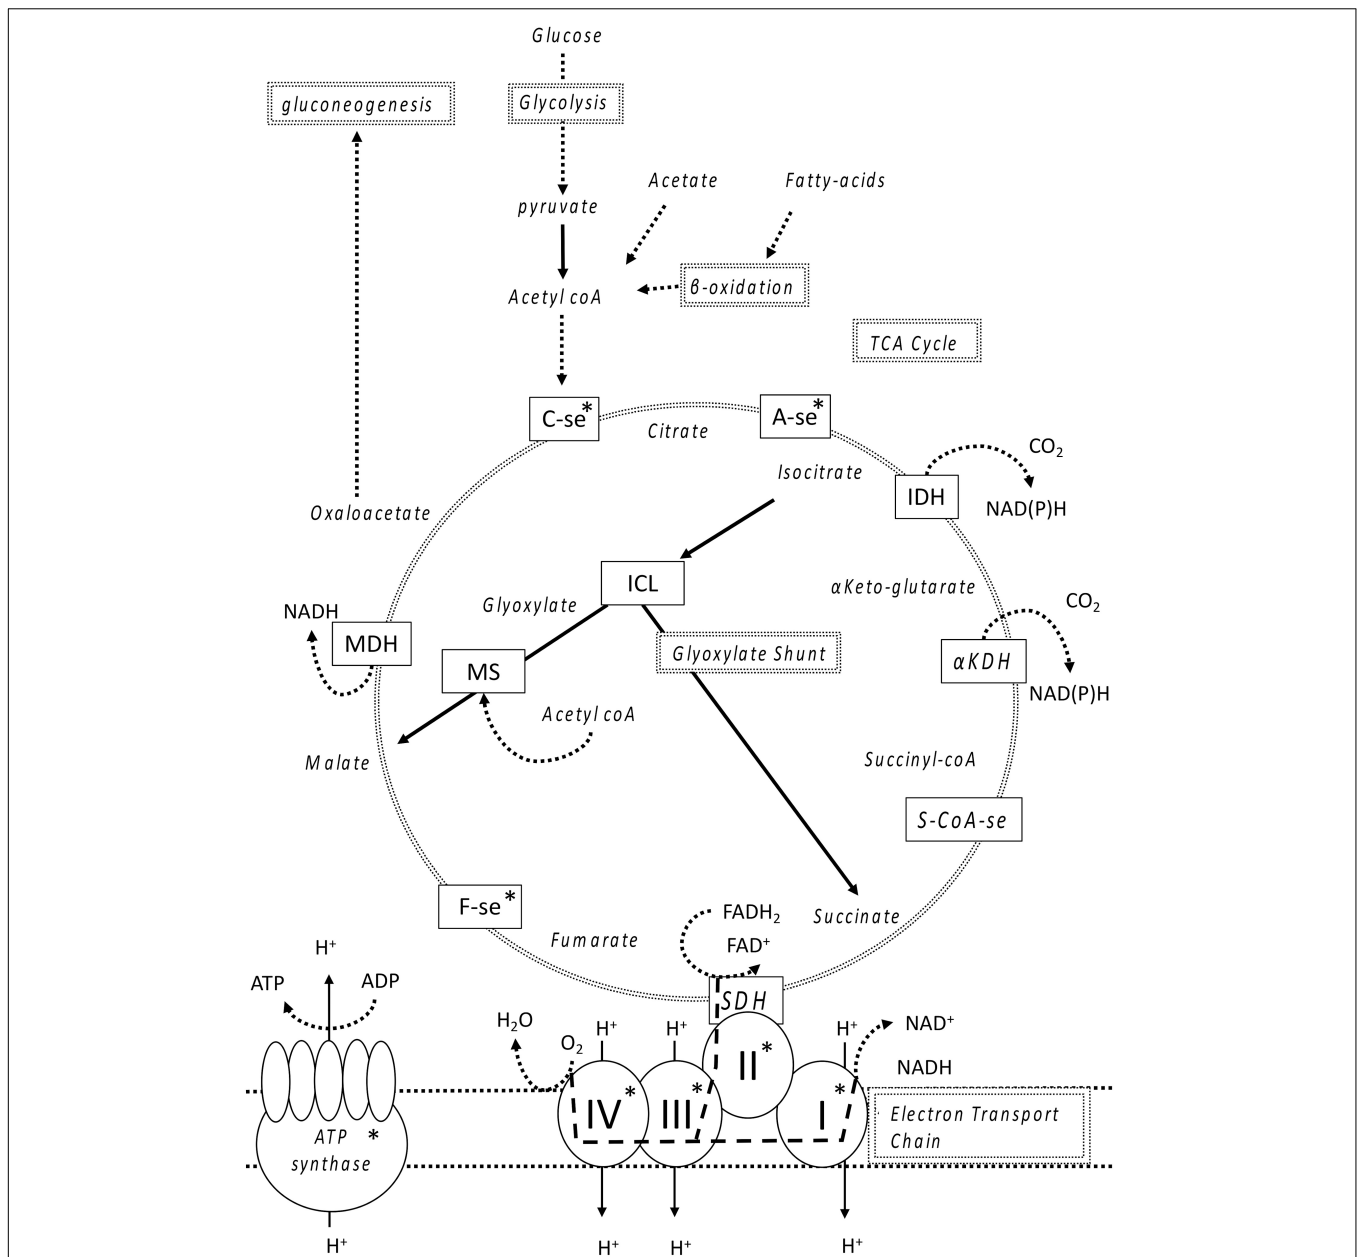 Glucose
gluconeogenesis
Glycolysis
Acetate
Fatty-acids
pyruvate
β-oxidation
Acetyl coA
TCA Cycle
C-se*
A-se*
Citrate
CO₂
Isocitrate
IDH
NAD(P)H
Oxaloacetate
ICL
αKeto-glutarate
Glyoxylate
CO₂
NADH
MDH
Glyoxylate Shunt
αKDH
MS
NAD(P)H
Acetyl coA
Malate
Succinyl-coA
S-CoA-se
F-se*
FADH₂
Succinate
Fumarate
FAD⁺
H⁺
ATP
ADP
SDH
H₂O
O₂
H⁺
H⁺
H⁺
NAD⁺
II*
NADH
IV*
III*
I*
Electron Transport
Chain
ATP
synthase
*
H⁺
H⁺
H⁺
H⁺